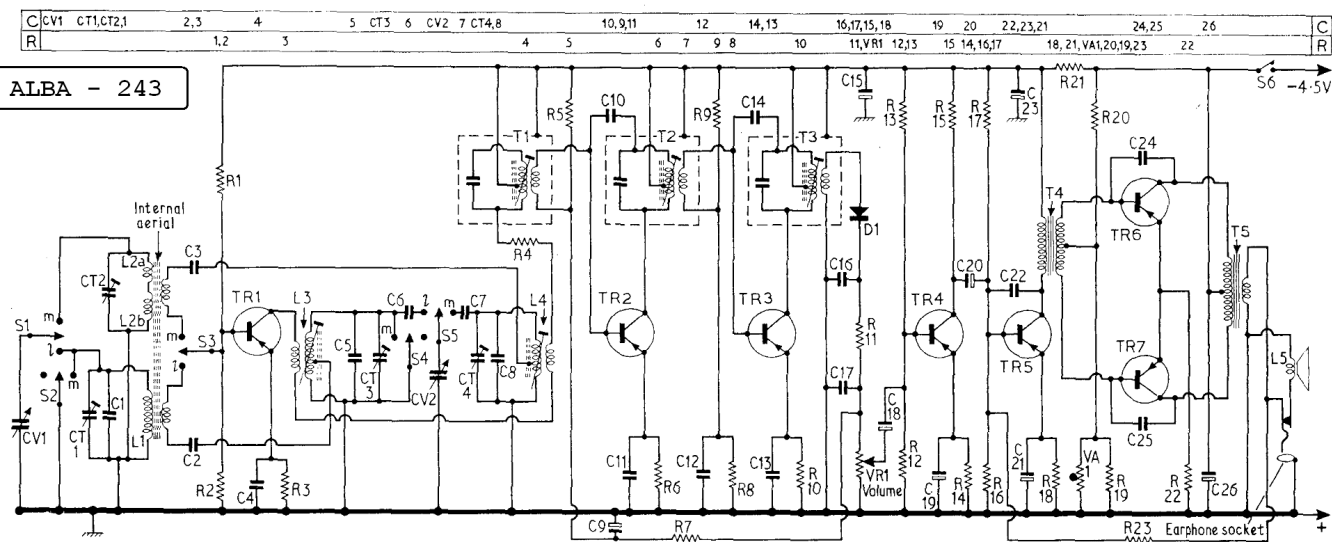 C CV1 CT1,CT2,1 2,3 4 5 CT3 6 CV2 7 CT4,8 10,9,11 12 14,13 16,17,15,18 19 20 22,23,21 24,25 26 C
R 1,2 3 4 5 6 7 9 8 10 11,VR1 12,13 15 14,16,17 18, 21, VA1,20,19,23 22 R
ALBA - 243
C15
C
23
R21
S6 -4·5V
R5
C10
R9
C14
R
13
R
15
R
17
R20
T1
T2
T3
C24
R1
T4
TR6
Internal
aerial
D1
T5
L2a
C3
R4
CT2
C16
C20
C22
TR1
L3
C6
l
m
C7
L4
TR2
TR3
TR4
m
L2b
m
S1
S3
S5
R
11
TR5
TR7
l
l
m
C5
m
S4
C8
L5
S2
C1
CT
3
CV2
CT
4
C17
CV1
CT
1
L1
C
18
C25
C2
C11
C12
C13
R
12
C
21
VA
1
R2
C4
R3
R6
R8
R
10
VR1
Volume
C
19
R
14
R
16
R
18
R
19
R
22
C26
C9
R7
R23
Earphone socket
+